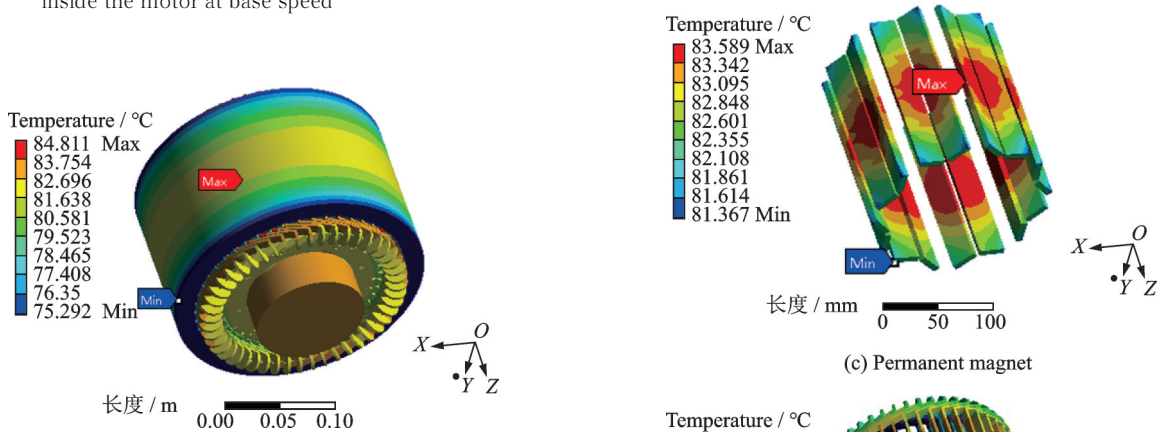 inside the motor at base speed
Temperature / °C
84.811 Max
83.754
82.696
81.638
80.581
79.523
78.465
77.408
76.35
75.292 Min
Max
Min
X
O
Y
Z
长度 / m
0.00
0.05
0.10
Temperature / °C
83.589 Max
83.342
83.095
82.848
82.601
82.355
82.108
81.861
81.614
81.367 Min
Max
Min
X
O
Y
Z
长度 / mm
0
50
100
(c) Permanent magnet
Temperature / °C